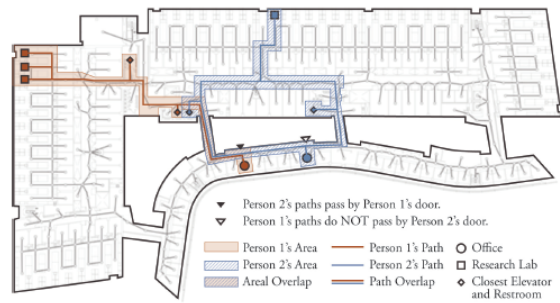 Person 2's paths pass by Person 1's door.
Person 1's paths do NOT pass by Person 2's door.
Person 1's Area Person 1's Path Office
Person 2's Area Person 2's Path Research Lab
Areal Overlap Path Overlap Closest Elevator
and Restroom